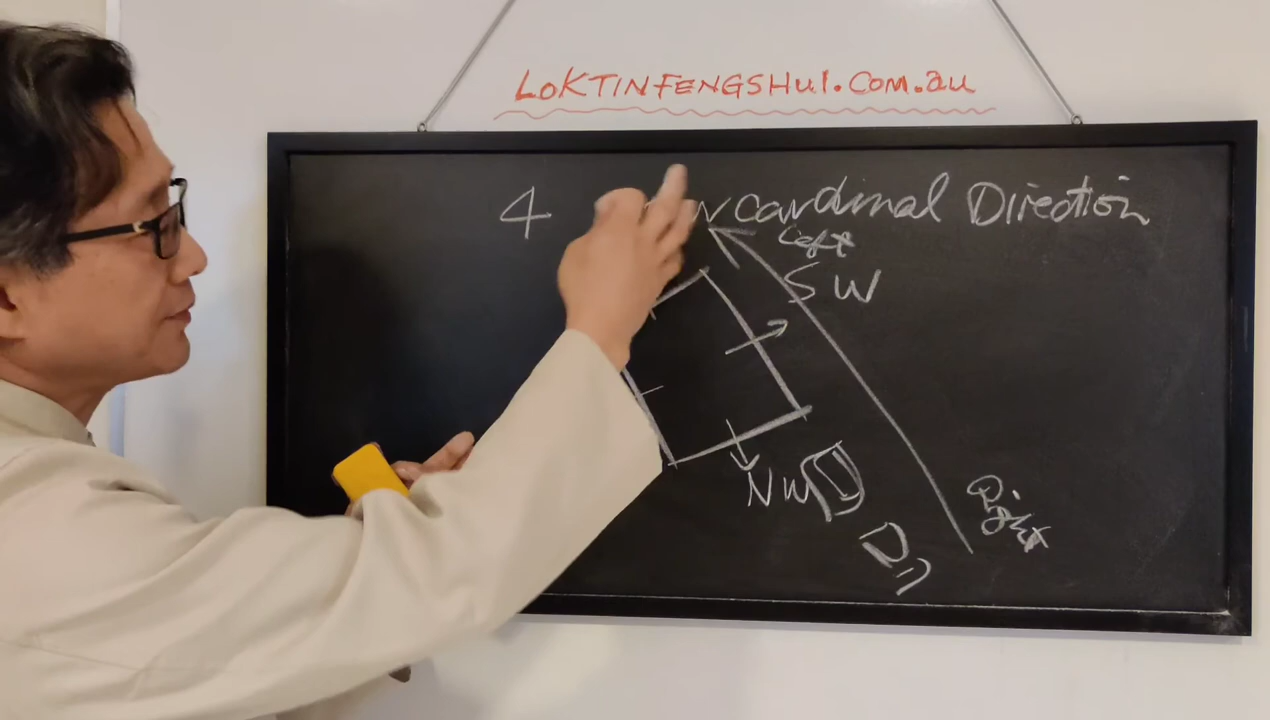 LOKTINFENGSHUI.COM.au
4 cardinal Direction
Left
SW
NW D
Right
D